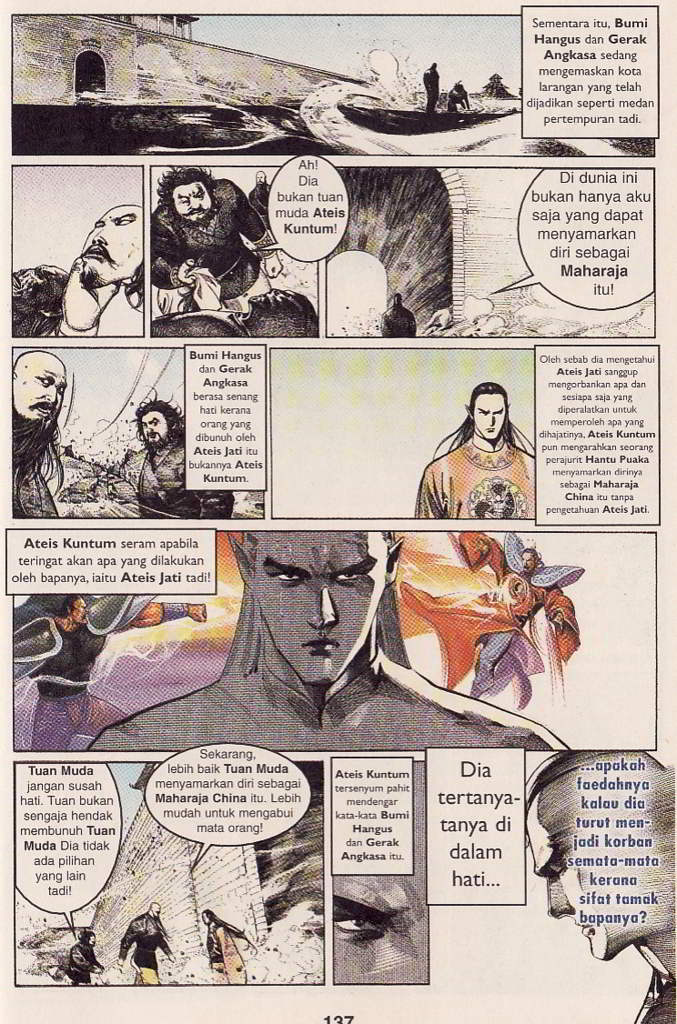 Sementara itu, Bumi
Hangus dan Gerak
Angkasa sedang
mengemaskan kota
larangan yang telah
dijadikan seperti medan
pertempuran tadi.
Ah!
Dia
bukan tuan
muda Ateis
Kuntum!
Di dunia ini
bukan hanya aku
saja yang dapat
menyamarkan
diri sebagai
Maharaja
itu!
Bumi Hangus
dan Gerak
Angkasa
berasa senang
hati kerana
orang yang
dibunuh oleh
Ateis Jati itu
bukannya Ateis
Kuntum.
Oleh sebab dia mengetahui
Ateis Jati sanggup
mengorbankan apa dan
sesiapa saja yang
diperalatkan untuk
memperoleh apa yang
dihajatinya, Ateis Kuntum
pun mengarahkan seorang
perajurit Hantu Puaka
menyamarkan dirinya
sebagai Maharaja
China itu tanpa
pengetahuan Ateis Jati.
Ateis Kuntum seram apabila
teringat akan apa yang dilakukan
oleh bapanya, iaitu Ateis Jati tadi!
Tuan Muda
jangan susah
hati. Tuan bukan
sengaja hendak
membunuh Tuan
Muda Dia tidak
ada pilihan
yang lain
tadi!
Sekarang,
lebih baik Tuan Muda
menyamarkan diri sebagai
Maharaja China itu. Lebih
mudah untuk mengabui
mata orang!
Ateis Kuntum
tersenyum pahit
mendengar
kata-kata Bumi
Hangus
dan Gerak
Angkasa itu.
Dia
tertanya-
tanya di
dalam
hati...
...apakah
faedahnya
kalau dia
turut men-
jadi korban
semata-mata
kerana
sifat tamak
bapanya?
137